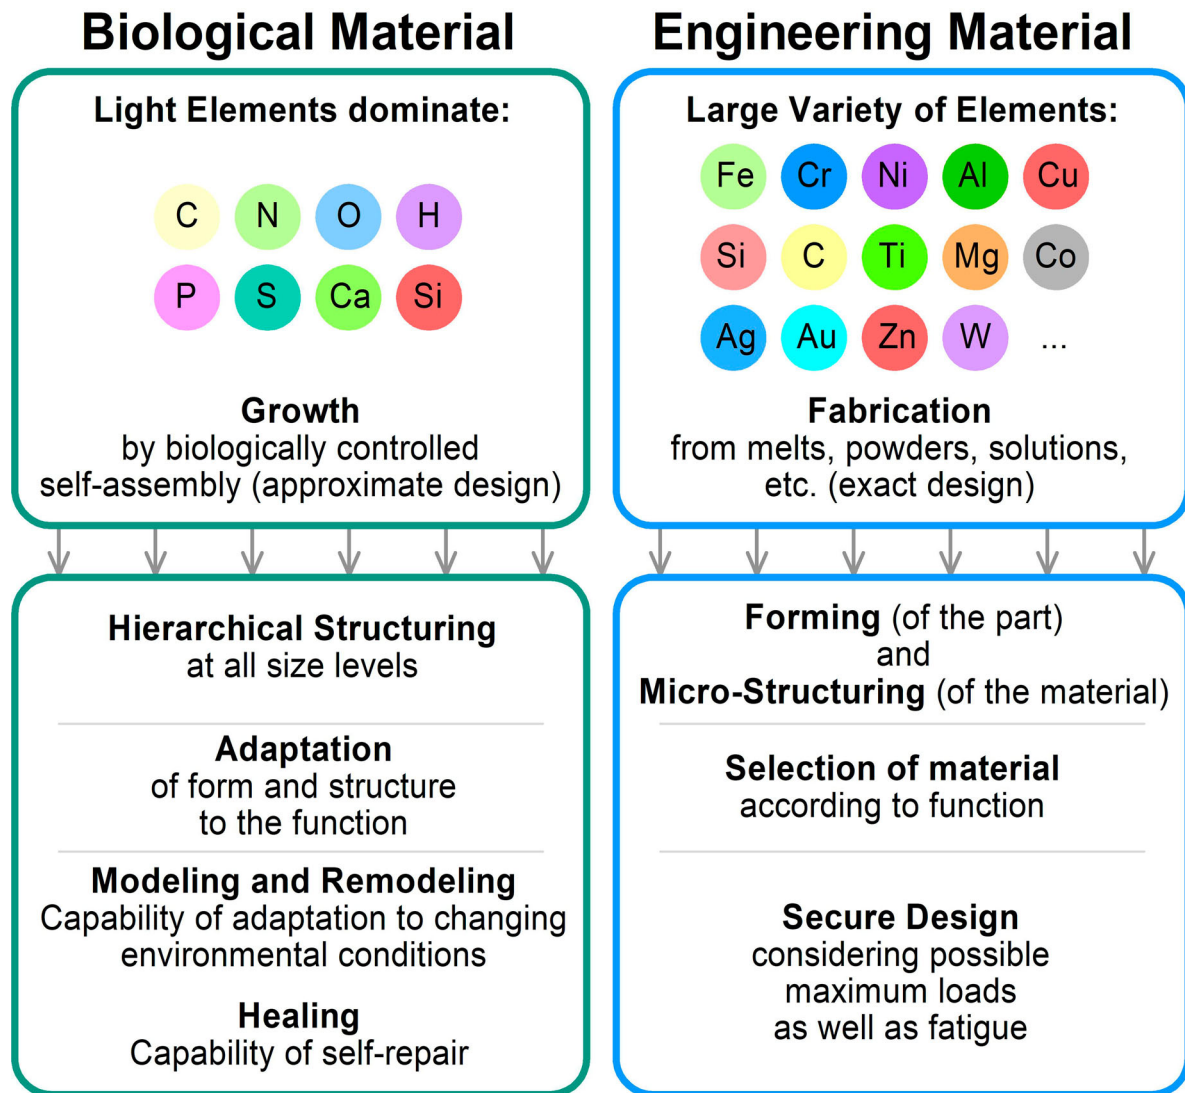 Biological Material
Light Elements dominate:
C N O H
P S Ca Si
Growth
by biologically controlled
self-assembly (approximate design)
Hierarchical Structuring
at all size levels
Adaptation
of form and structure
to the function
Modeling and Remodeling
Capability of adaptation to changing
environmental conditions
Healing
Capability of self-repair
Engineering Material
Large Variety of Elements:
Fe Cr Ni Al Cu
Si C Ti Mg Co
Ag Au Zn W ...
Fabrication
from melts, powders, solutions,
etc. (exact design)
Forming (of the part)
and
Micro-Structuring (of the material)
Selection of material
according to function
Secure Design
considering possible
maximum loads
as well as fatigue